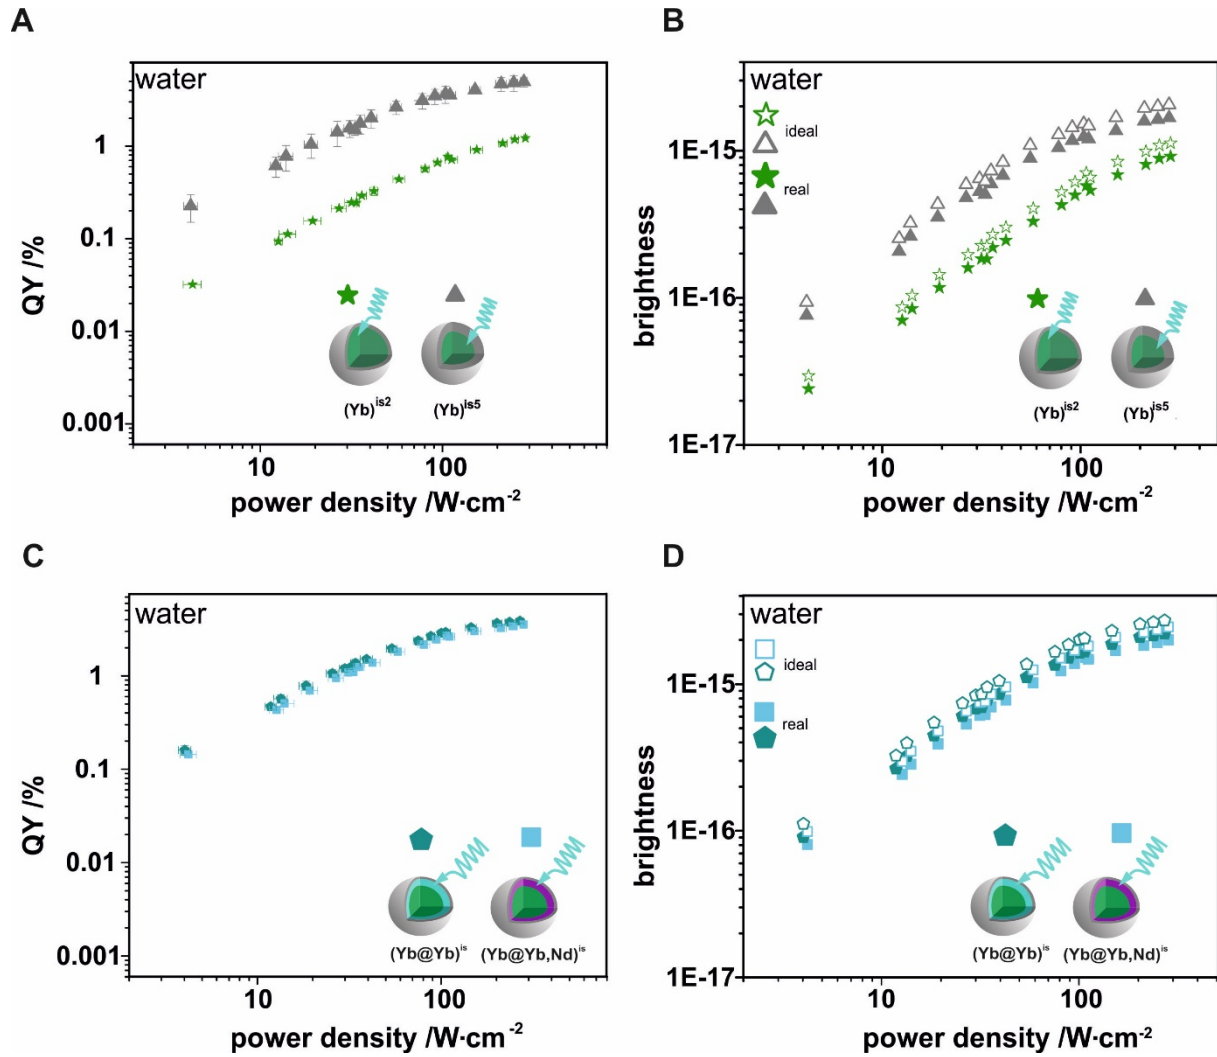 A
water
QY /%
1
0.1
0.01
0.001
(Yb)is2
(Yb)is5
10
100
power density /W·cm-2
B
water
ideal
real
brightness
1E-15
1E-16
1E-17
(Yb)is2
(Yb)is5
10
100
power density /W·cm-2
C
water
QY /%
1
0.1
0.01
0.001
(Yb@Yb)is
(Yb@Yb,Nd)is
10
100
power density /W·cm-2
D
water
ideal
real
brightness
1E-15
1E-16
1E-17
(Yb@Yb)is
(Yb@Yb,Nd)is
10
100
power density /W·cm-2